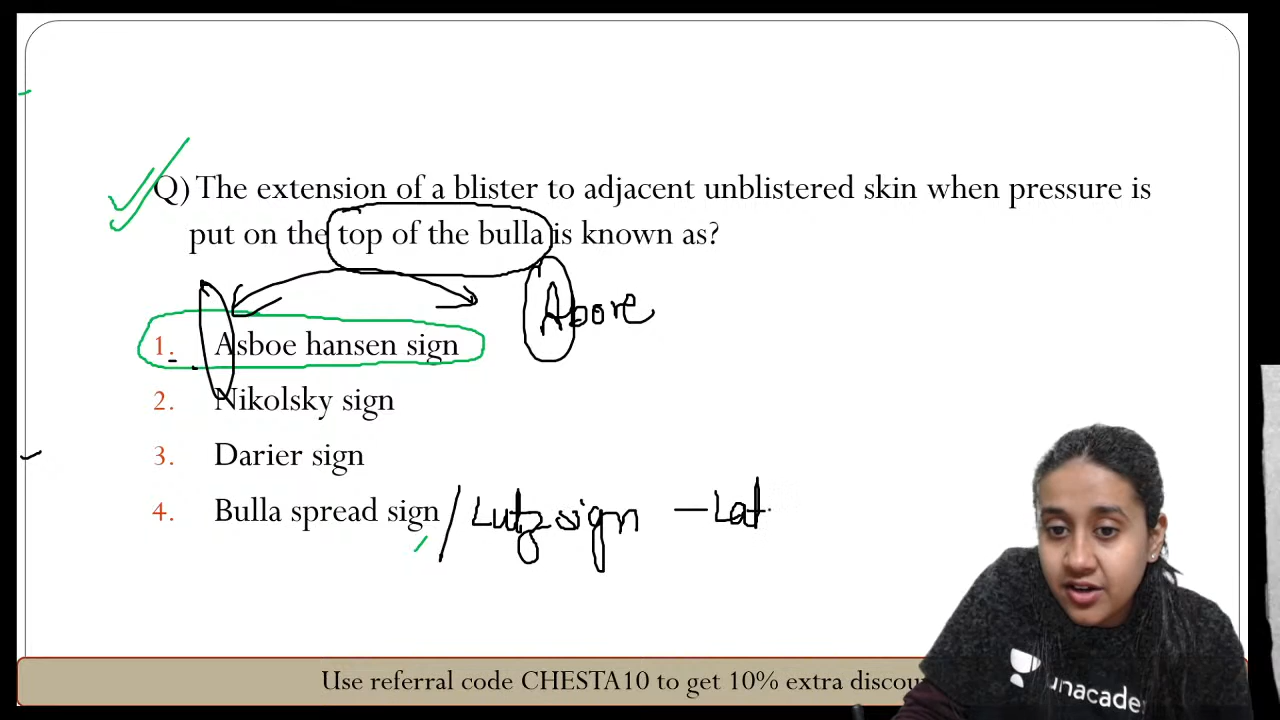 Q) The extension of a blister to adjacent unblistered skin when pressure is
put on the top of the bulla is known as?
Above
1. Asboe hansen sign
2. Nikolsky sign
3. Darier sign
4. Bulla spread sign / Lutz sign - Lat
unacade
Use referral code CHESTA10 to get 10% extra discou